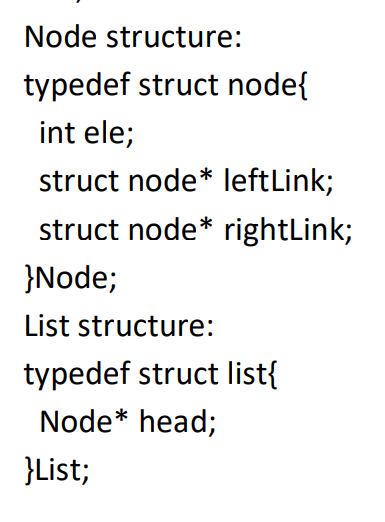 Node structure:
typedef struct node{
int ele;
struct node* leftLink;
struct node* rightLink;
}Node;
List structure:
typedef struct list{
Node* head;
}List;